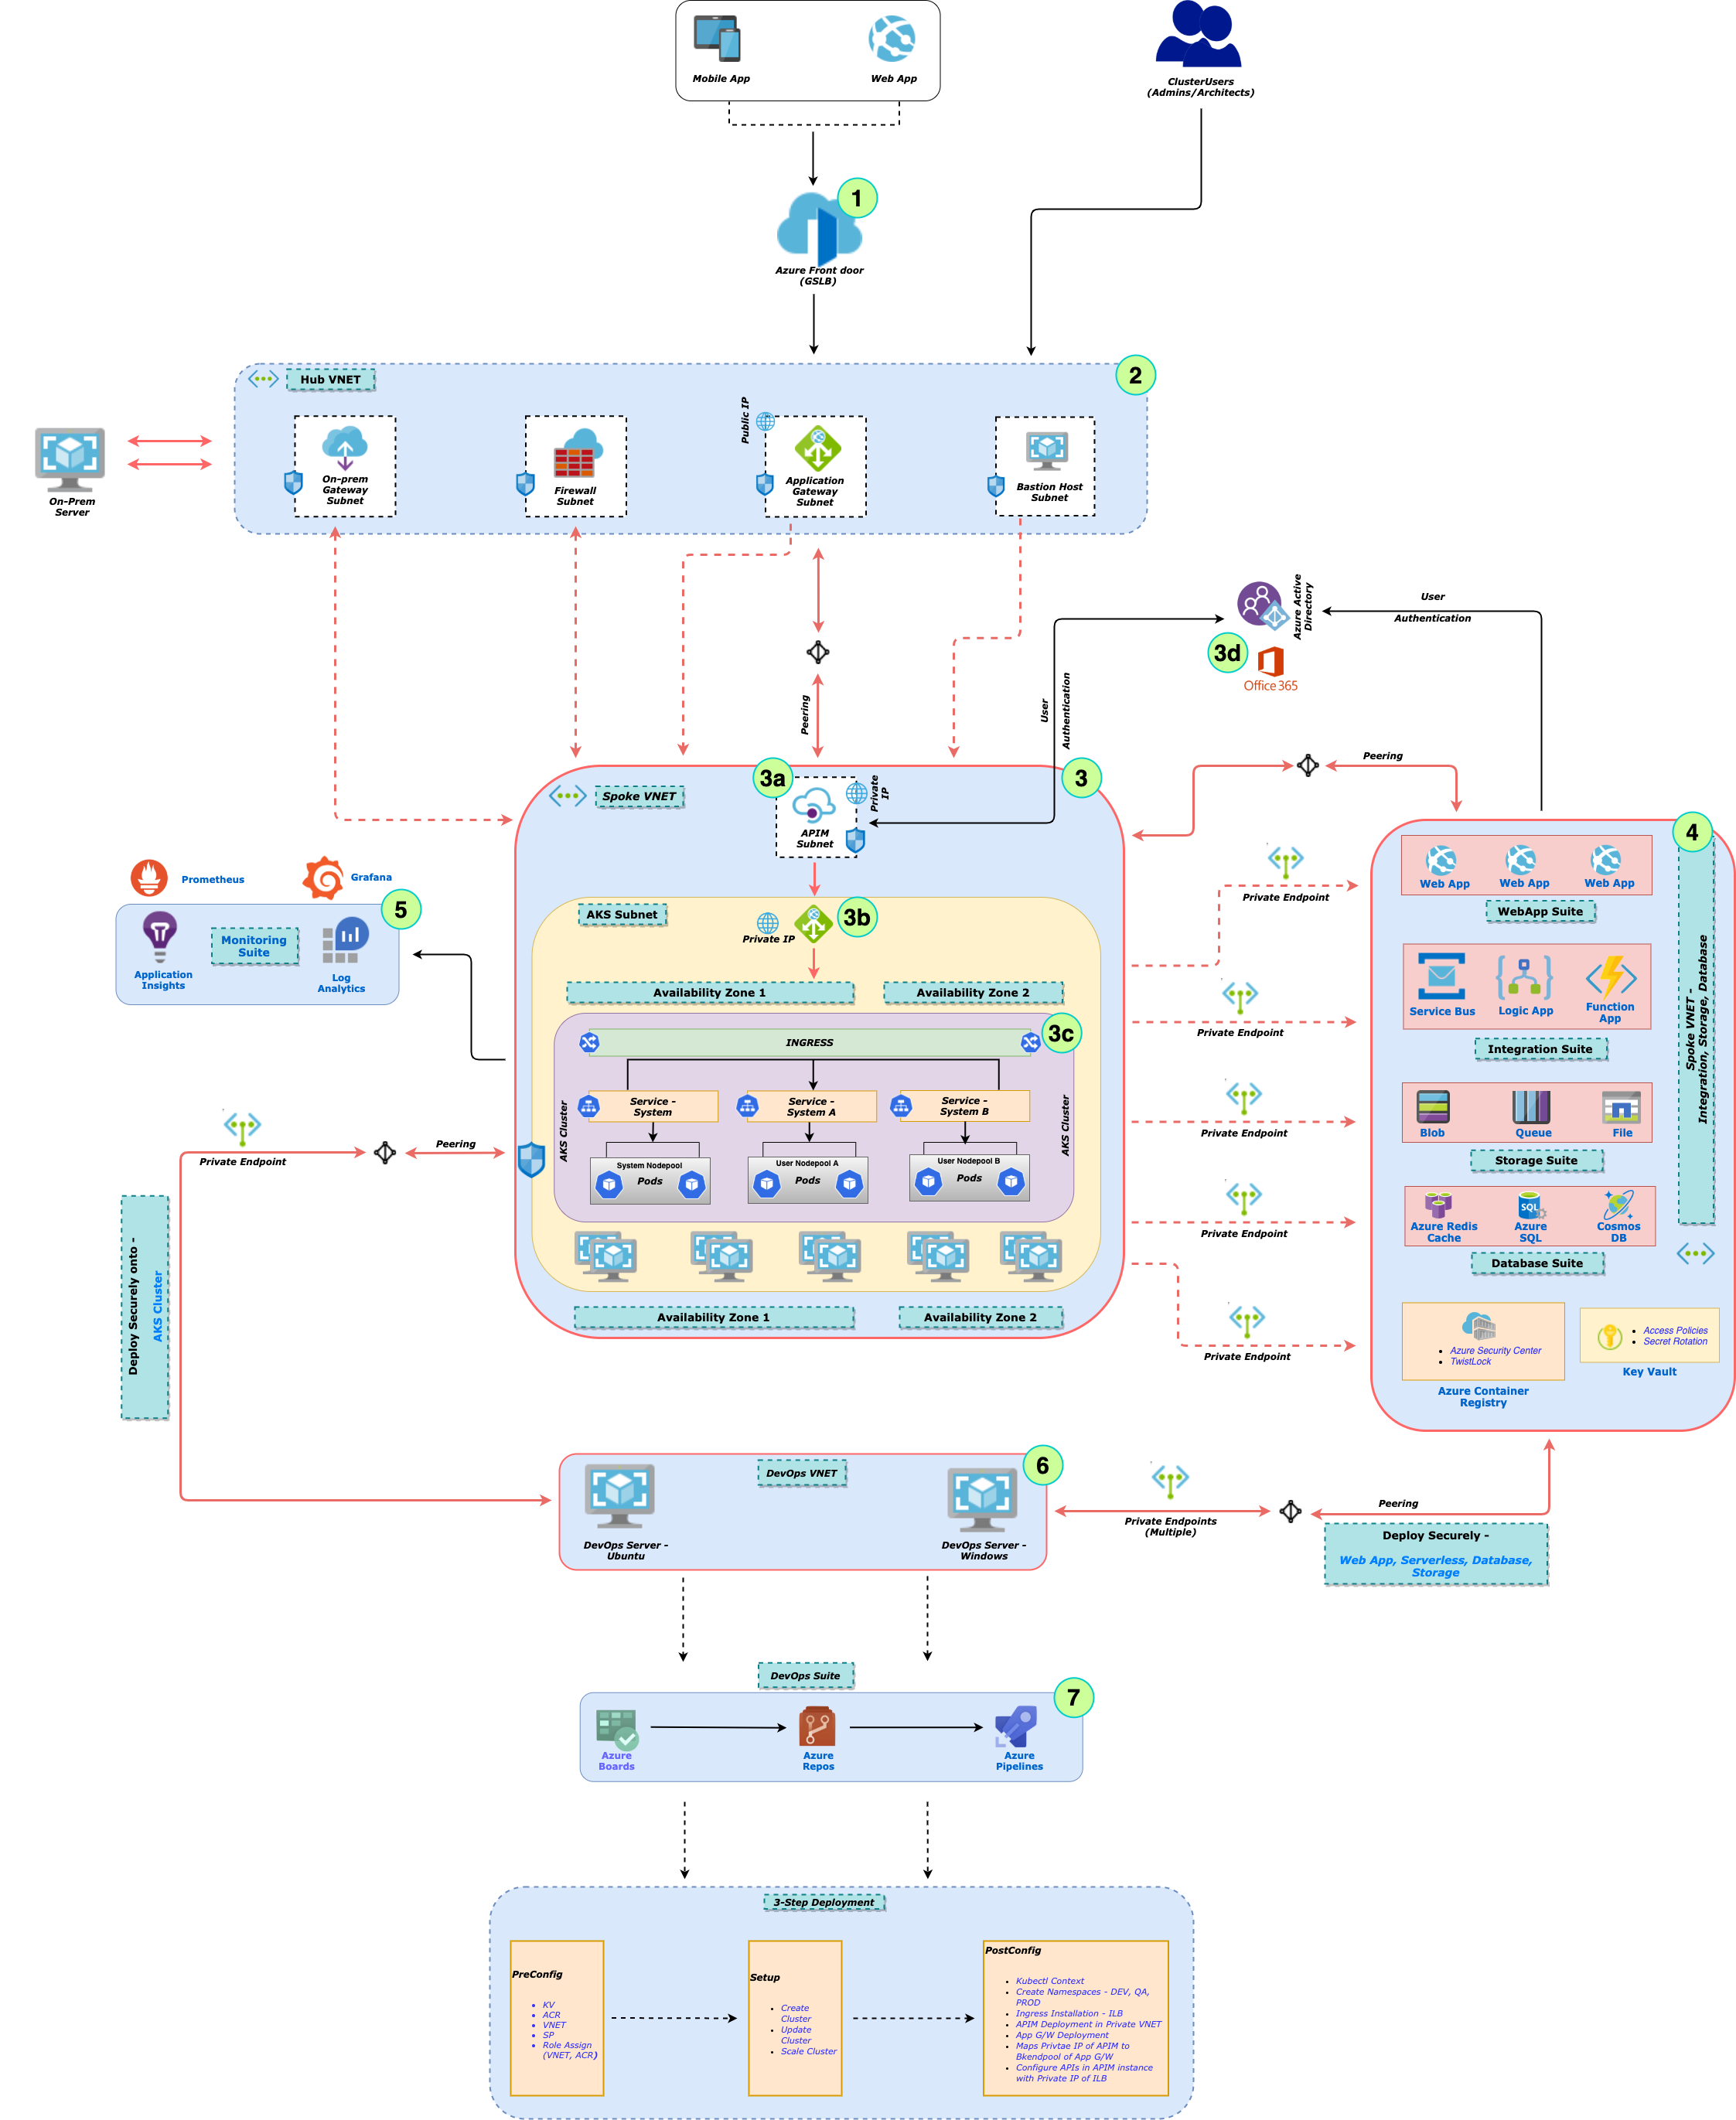 Mobile App
Web App
ClusterUsers
(Admins/Architects)
1
Azure Front door
(GSLB)
Hub VNET
2
Public IP
On-prem
Gateway
Subnet
Firewall
Subnet
Application
Gateway
Subnet
Bastion Host
Subnet
On-Prem
Server
Azure Active
Directory
3d
Office 365
User
Authentication
User
Authentication
Peering
Peering
3a
3
Spoke VNET
Private
IP
APIM
Subnet
Prometheus
Grafana
5
Monitoring
Suite
Application
Insights
Log
Analytics
AKS Subnet
Private IP
3b
Availability Zone 1
Availability Zone 2
3c
INGRESS
AKS Cluster
AKS Cluster
Service -
System
Service -
System A
Service -
System B
System Nodepool
Pods
User Nodepool A
Pods
User Nodepool B
Pods
Availability Zone 1
Availability Zone 2
Private Endpoint
Private Endpoint
Private Endpoint
Private Endpoint
Private Endpoint
4
Spoke VNET -
Integration, Storage, Database
Web App
Web App
Web App
WebApp Suite
Service Bus
Logic App
Function
App
Integration Suite
Blob
Queue
File
Storage Suite
Azure Redis
Cache
Azure
SQL
Cosmos
DB
Database Suite
Azure Security Center
TwistLock
Azure Container
Registry
Access Policies
Secret Rotation
Key Vault
Private Endpoint
Peering
Deploy Securely onto -
AKS Cluster
DevOps VNET
6
DevOps Server -
Ubuntu
DevOps Server -
Windows
Private Endpoints
(Multiple)
Peering
Deploy Securely -
Web App, Serverless, Database,
Storage
DevOps Suite
7
Azure
Boards
Azure
Repos
Azure
Pipelines
3-Step Deployment
PreConfig
KV
ACR
VNET
SP
Role Assign
(VNET, ACR)
Setup
Create
Cluster
Update
Cluster
Scale Cluster
PostConfig
Kubectl Context
Create Namespaces - DEV, QA,
PROD
Ingress Installation - ILB
APIM Deployment in Private VNET
App G/W Deployment
Maps Privtae IP of APIM to
Bkendpool of App G/W
Configure APIs in APIM instance
with Private IP of ILB